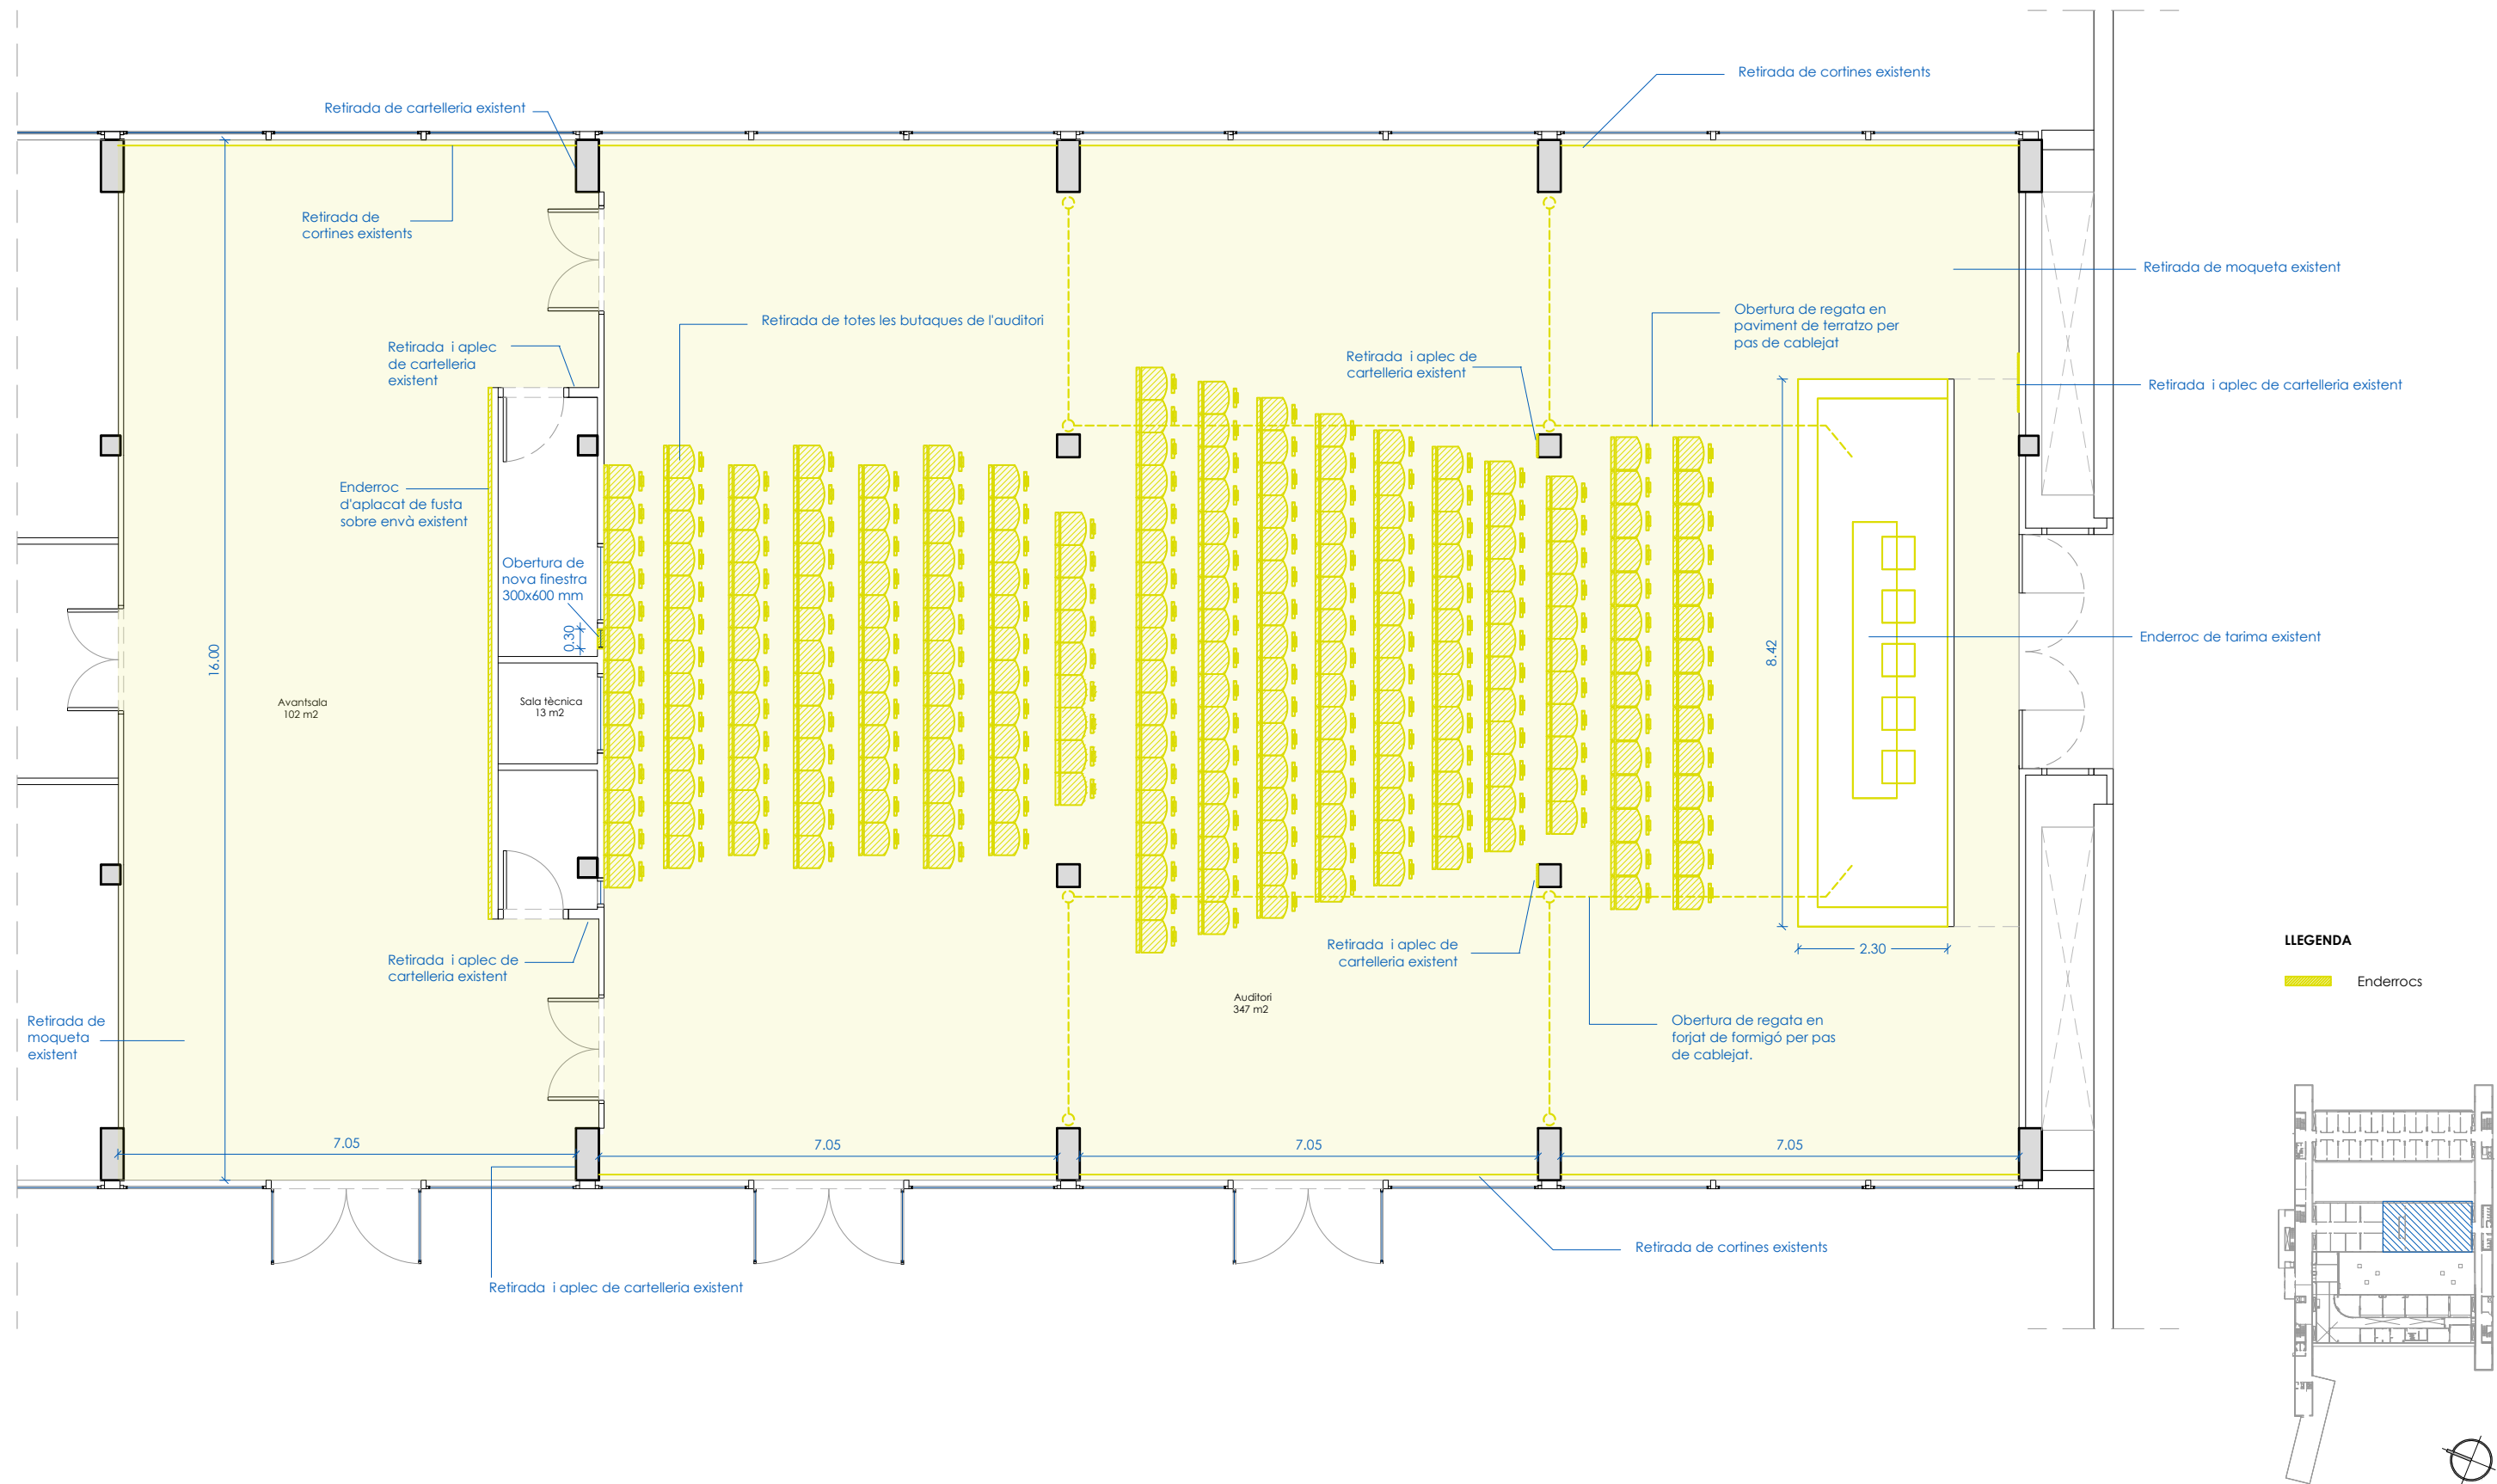 Retirada de cortines existents
Retirada de cartelleria existent
Retirada de
cortines existents
Retirada de moqueta existent
Retirada de totes les butaques de l'auditori
Obertura de regata en
paviment de terratzo per
pas de cablejat
Retirada i aplec
de cartelleria
existent
Retirada i aplec de
cartelleria existent
Retirada i aplec de cartelleria existent
Enderroc
d'aplacat de fusta
sobre envà existent
Obertura de
nova finestra
300x600 mm
0.30
16.00
8.42
Enderroc de tarima existent
Avantsala
102 m2
Sala tècnica
13 m2
2.30
Retirada i aplec de
cartelleria existent
Retirada i aplec de
cartelleria existent
LLEGENDA
Enderrocs
Auditori
347 m2
Retirada de
moqueta
existent
Obertura de regata en
forjat de formigó per pas
de cablejat.
7.05
7.05
7.05
7.05
Retirada de cortines existents
Retirada i aplec de cartelleria existent